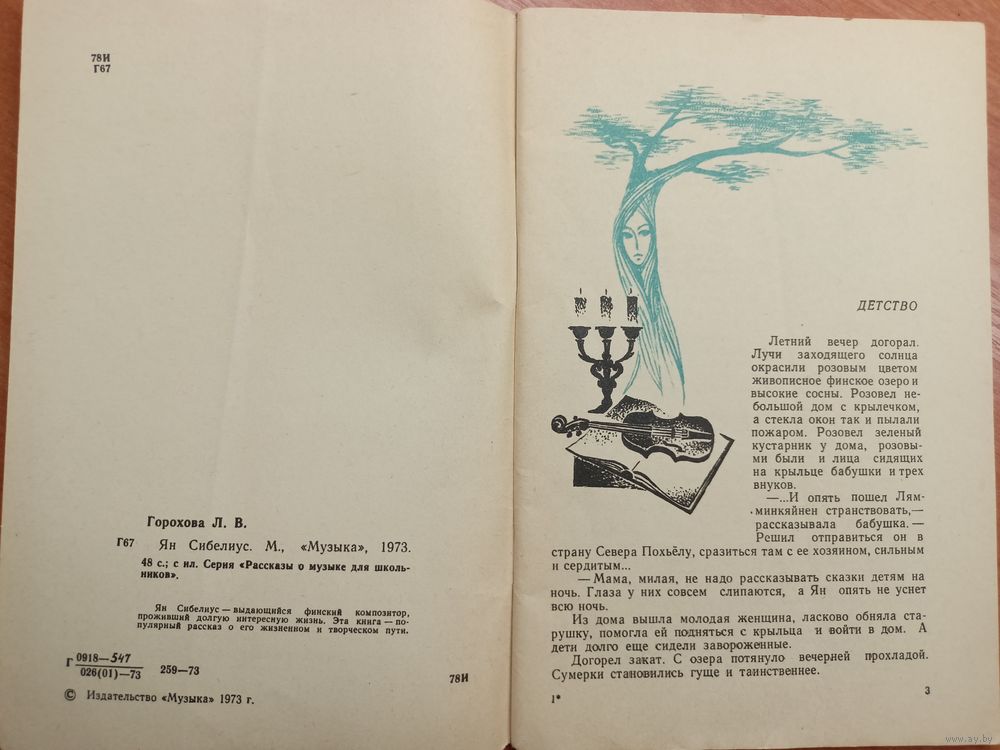 78И
Г67
Горохова Л. В.
Г67 Ян Сибелиус. М., «Музыка», 1973.
48 с.; с ил. Серия «Рассказы о музыке для школь-
ников».
Ян Сибелиус — выдающийся финский композитор,
проживший долгую интересную жизнь. Эта книга — по-
пулярный рассказ о его жизненном и творческом пути.
Г 0918—547
026(01)—73 259—73
78И
© Издательство «Музыка» 1973 г.
ДЕТСТВО
Летний вечер догорал.
Лучи заходящего солнца
окрасили розовым цветом
живописное финское озеро и
высокие сосны. Розовел не-
большой дом с крылечком,
а стекла окон так и пылали
пожаром. Розовел зеленый
кустарник у дома, розовы-
ми были и лица сидящих
на крыльце бабушки и трех
внуков.
—...И опять пошел Лям-
минкяйнен странствовать,—
рассказывала бабушка.—
Решил отправиться он в
страну Севера Похьёлу, сразиться там с ее хозяином, сильным
и сердитым...
— Мама, милая, не надо рассказывать сказки детям на
ночь. Глаза у них совсем слипаются, а Ян опять не уснет
всю ночь.
Из дома вышла молодая женщина, ласково обняла ста-
рушку, помогла ей подняться с крыльца и войти в дом. А
дети долго еще сидели завороженные.
Догорел закат. С озера потянуло вечерней прохладой.
Сумерки становились гуще и таинственнее.
1*
3
www.ay.by